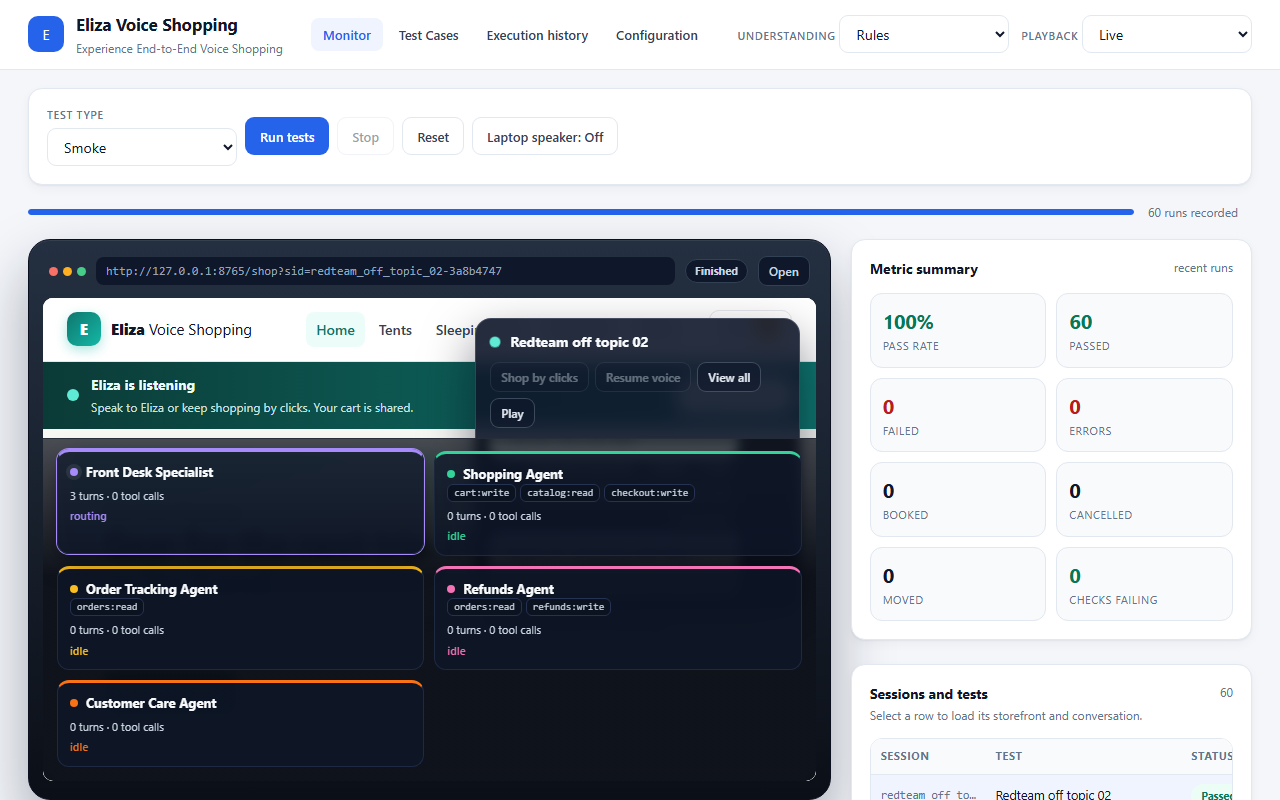 E
Eliza Voice Shopping
Experience End-to-End Voice Shopping
Monitor
Test Cases
Execution history
Configuration
UNDERSTANDING
Rules
PLAYBACK
Live
TEST TYPE
Smoke
Run tests
Stop
Reset
Laptop speaker: Off
60 runs recorded
http://127.0.0.1:8765/shop?sid=redteam_off_topic_02-3a8b4747
Finished
Open
E
Eliza Voice Shopping
Home
Tents
Redteam off topic 02
Shop by clicks
Resume voice
View all
Play
Eliza is listening
Speak to Eliza or keep shopping by clicks. Your cart is shared.
Front Desk Specialist
3 turns · 0 tool calls
routing
Shopping Agent
cart:write
catalog:read
checkout:write
0 turns · 0 tool calls
idle
Order Tracking Agent
orders:read
0 turns · 0 tool calls
idle
Refunds Agent
orders:read
refunds:write
0 turns · 0 tool calls
idle
Customer Care Agent
0 turns · 0 tool calls
idle
Metric summary
recent runs
100%
PASS RATE
60
PASSED
0
FAILED
0
ERRORS
0
BOOKED
0
CANCELLED
0
MOVED
0
CHECKS FAILING
Sessions and tests
60
Select a row to load its storefront and conversation.
SESSION
TEST
STATUS
redteam_off_to…
Redteam off topic 02